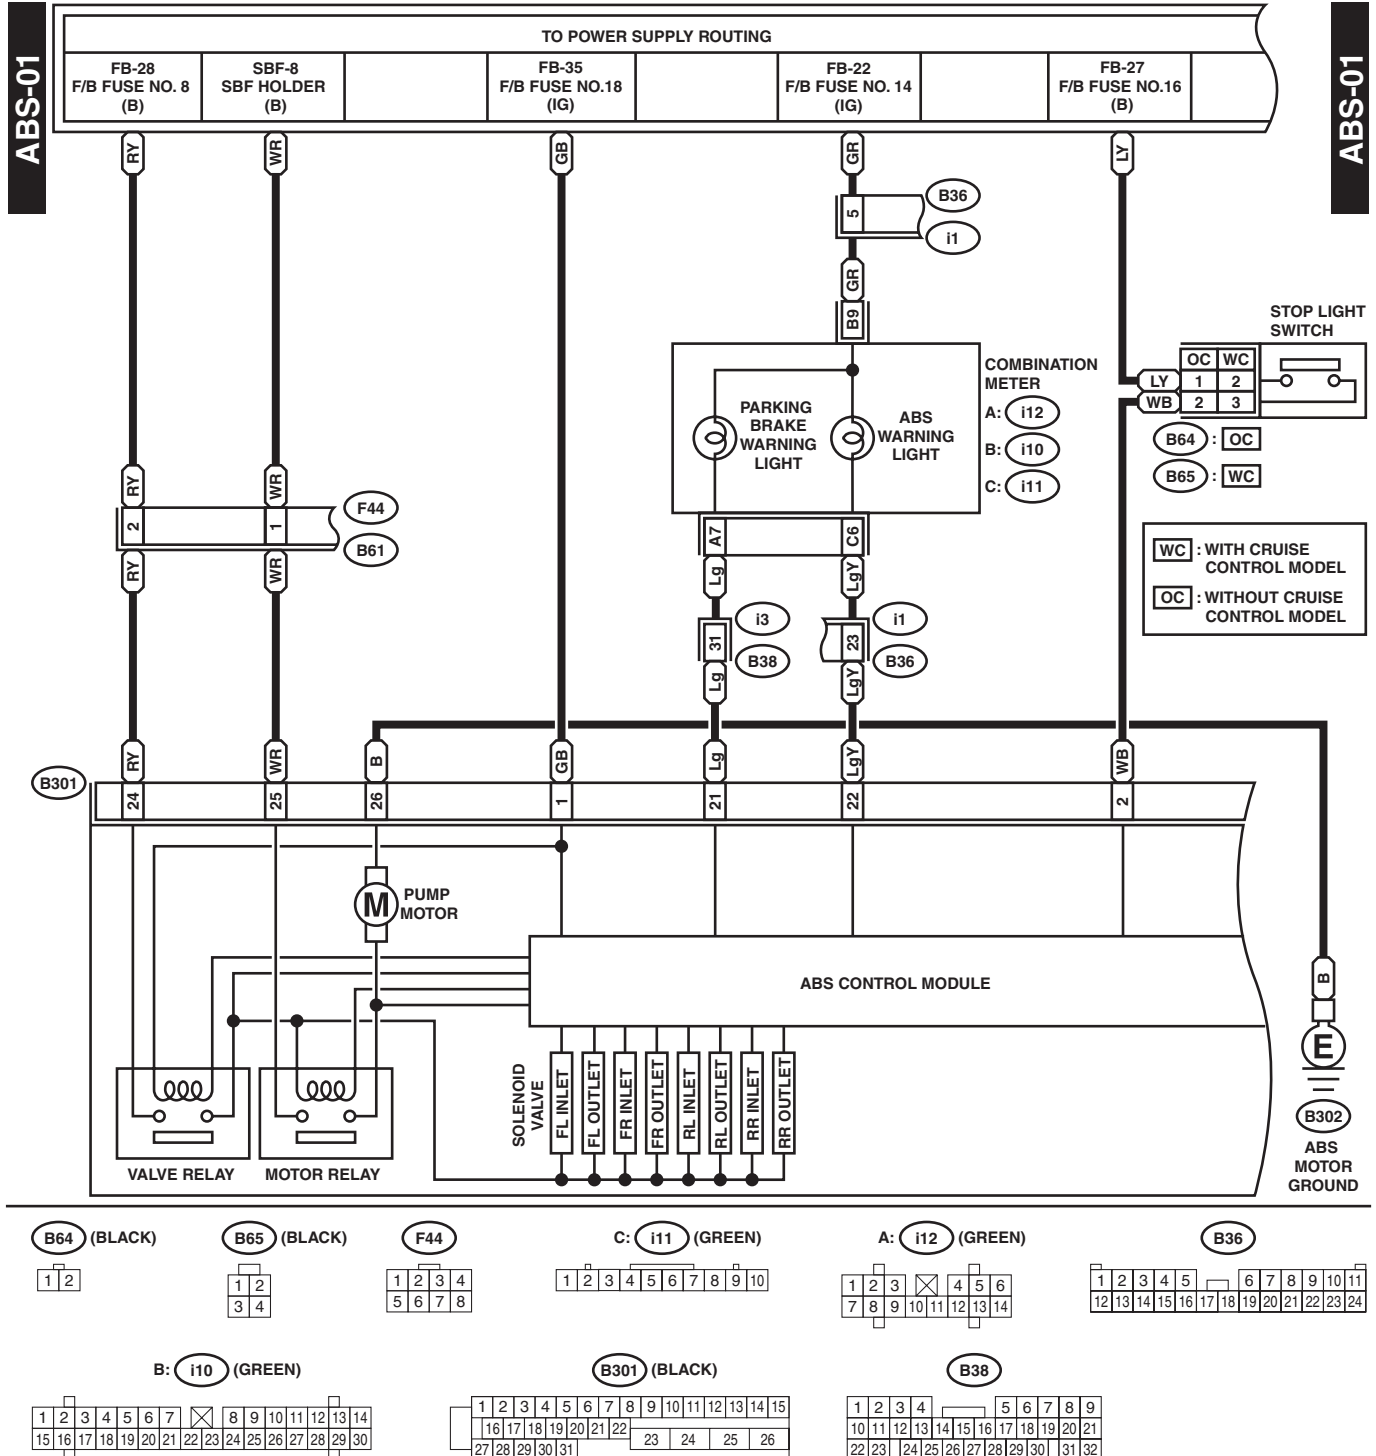 ABS-01
ABS-01
TO POWER SUPPLY ROUTING
FB-28
F/B FUSE NO. 8
(B)
SBF-8
SBF HOLDER
(B)
FB-35
F/B FUSE NO.18
(IG)
FB-22
F/B FUSE NO. 14
(IG)
FB-27
F/B FUSE NO.16
(B)
RY
WR
GB
GR
LY
5
B36
i1
GR
B9
STOP LIGHT
SWITCH
OC WC
LY 1 2
WB 2 3
B64 : OC
B65 : WC
COMBINATION
METER
A: i12
B: i10
C: i11
PARKING
BRAKE
WARNING
LIGHT
ABS
WARNING
LIGHT
RY
WR
2
1
F44
B61
RY
WR
A7
C6
Lg
LgY
WC : WITH CRUISE
CONTROL MODEL
OC : WITHOUT CRUISE
CONTROL MODEL
31
i3
B38
23
i1
B36
Lg
LgY
RY
WR
B
GB
Lg
LgY
WB
B301
24
25
26
1
21
22
2
M
PUMP
MOTOR
ABS CONTROL MODULE
B
E
B302
ABS
MOTOR
GROUND
SOLENOID
VALVE
FL INLET
FL OUTLET
FR INLET
FR OUTLET
RL INLET
RL OUTLET
RR INLET
RR OUTLET
VALVE RELAY
MOTOR RELAY
B64 (BLACK)
1 2
B65 (BLACK)
1 2
3 4
F44
1 2 3 4
5 6 7 8
C: i11 (GREEN)
1 2 3 4 5 6 7 8 9 10
A: i12 (GREEN)
1 2 3 4 5 6
7 8 9 10 11 12 13 14
B36
1 2 3 4 5 6 7 8 9 10 11
12 13 14 15 16 17 18 19 20 21 22 23 24
B: i10 (GREEN)
1 2 3 4 5 6 7 8 9 10 11 12 13 14
15 16 17 18 19 20 21 22 23 24 25 26 27 28 29 30
B301 (BLACK)
1 2 3 4 5 6 7 8 9 10 11 12 13 14 15
16 17 18 19 20 21 22 23 24 25 26
27 28 29 30 31
B38
1 2 3 4 5 6 7 8 9
10 11 12 13 14 15 16 17 18 19 20 21
22 23 24 25 26 27 28 29 30 31 32